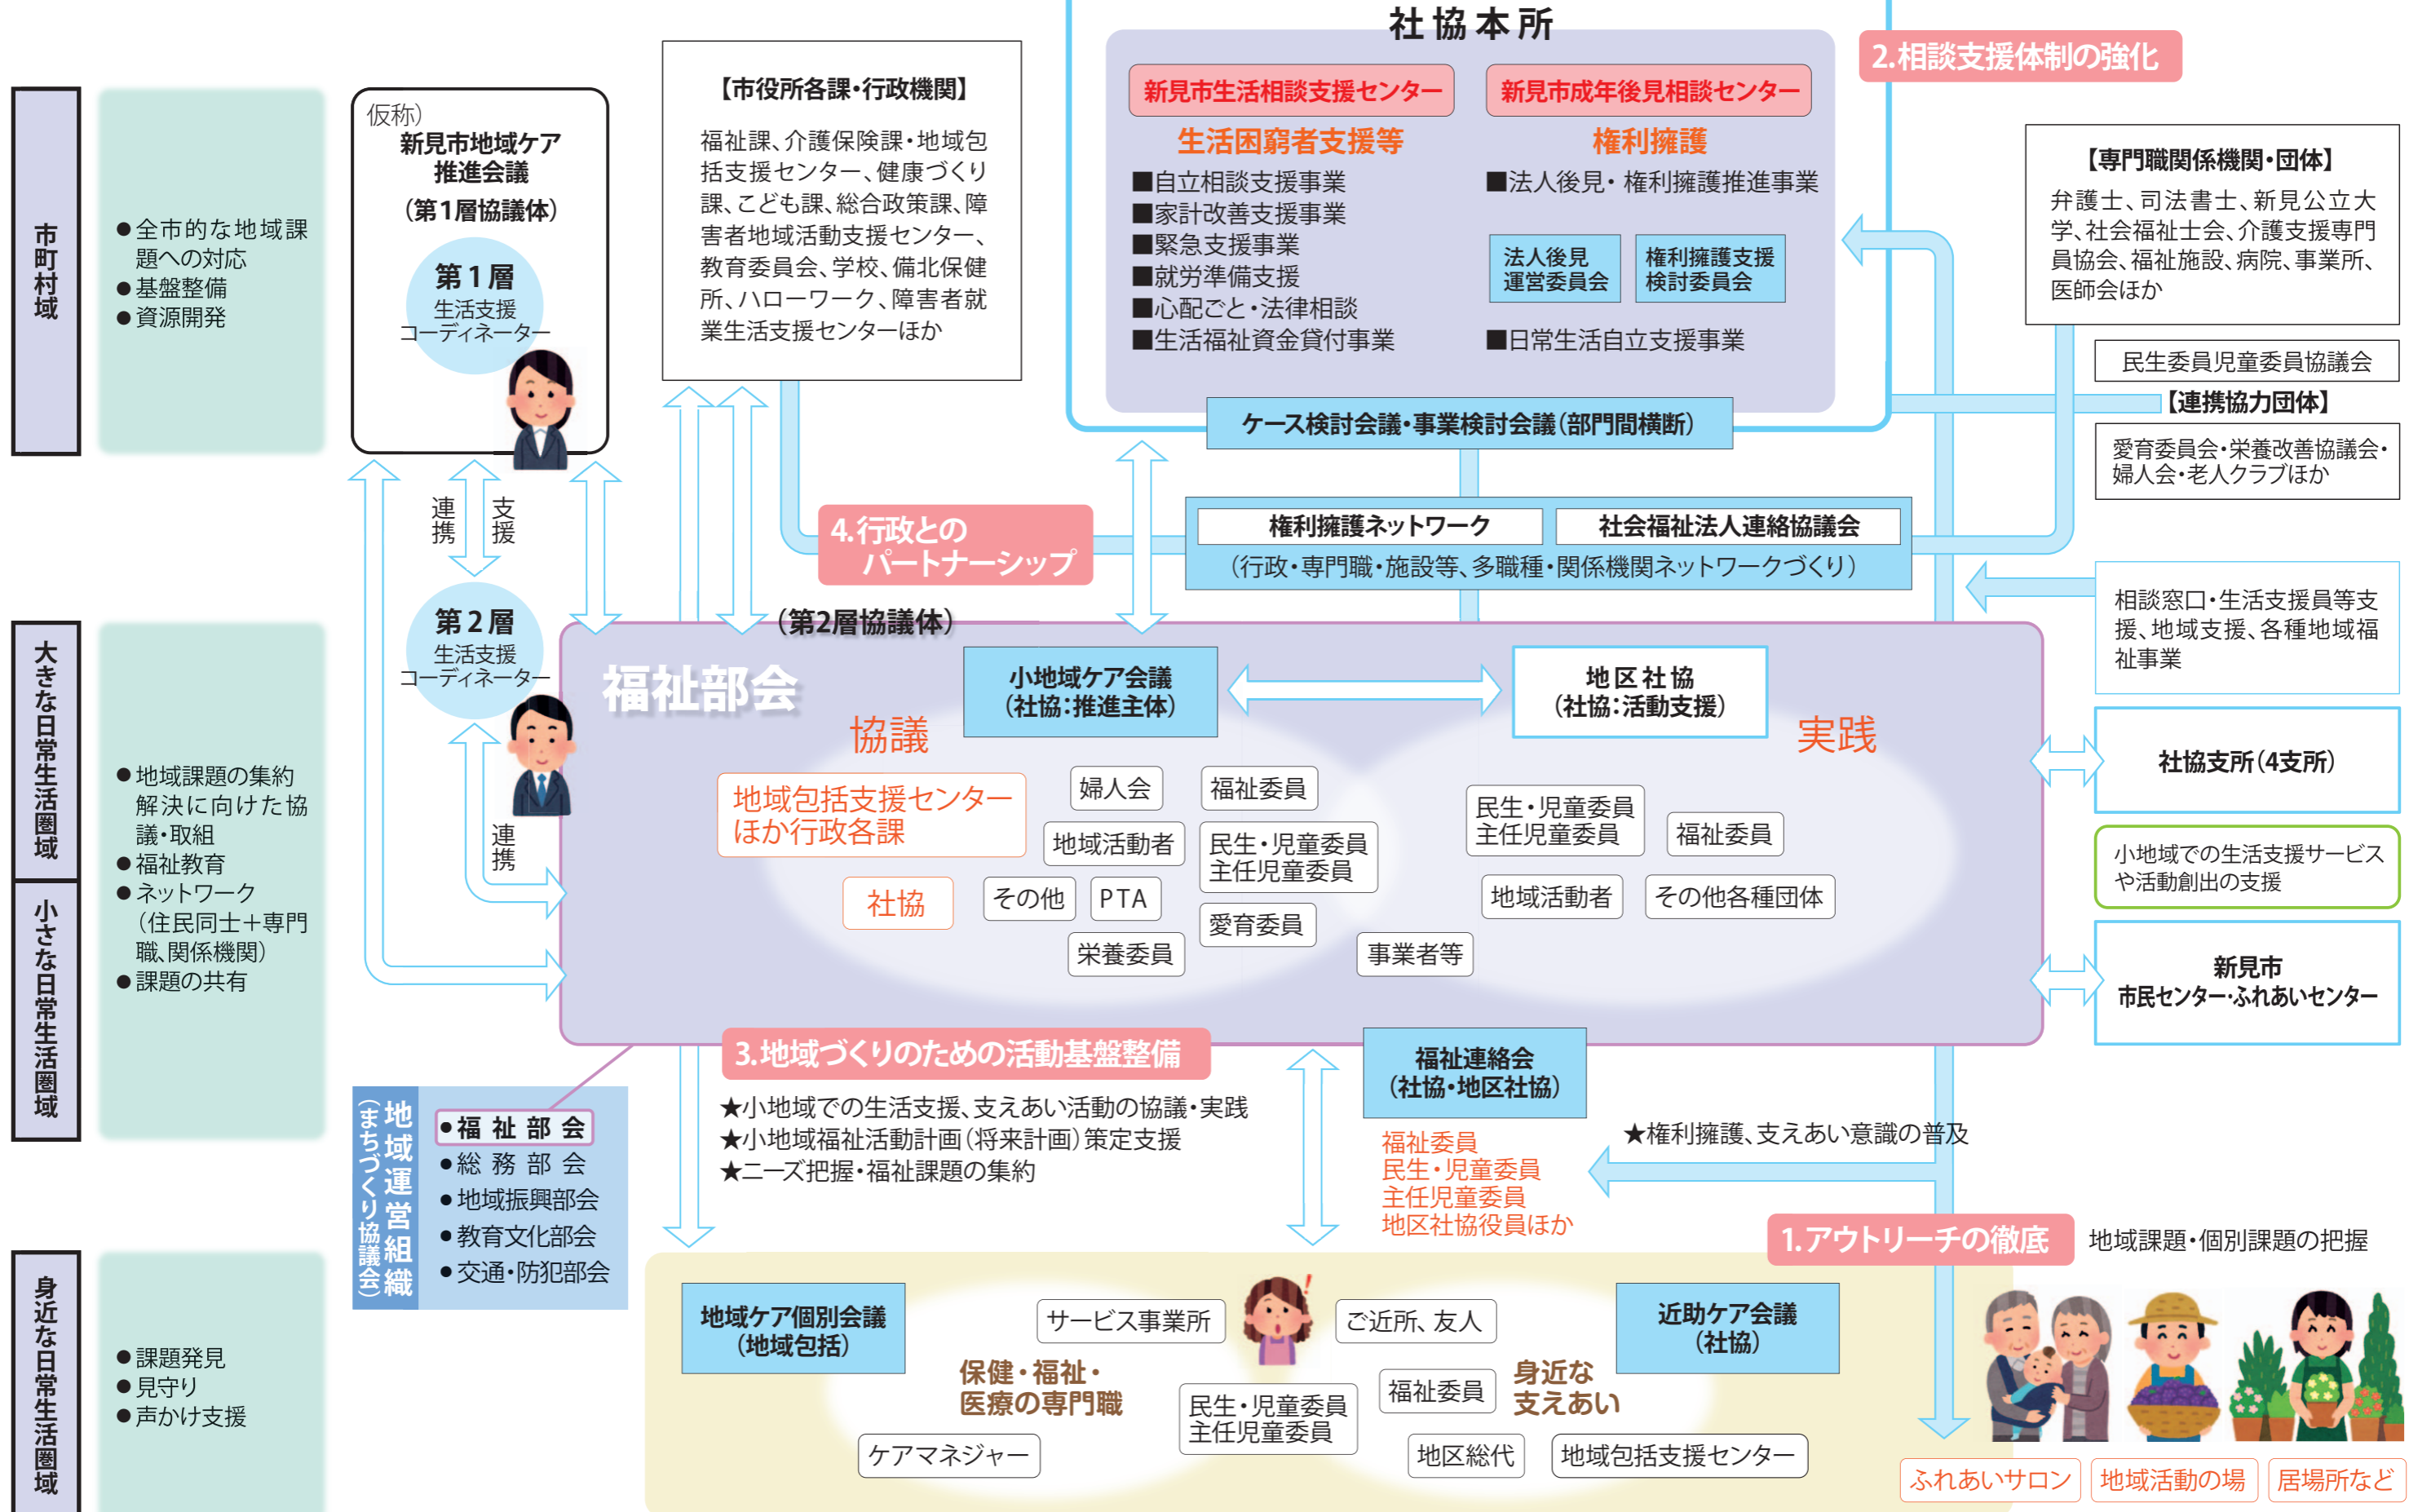 社協本所
2.相談支援体制の強化
市町村域
●全市的な地域課
題への対応
●基盤整備
●資源開発
仮称)
新見市地域ケア
推進会議
(第1層協議体)
第1層
生活支援
コーディネーター
【市役所各課・行政機関】
福祉課、介護保険課・地域包
括支援センター、健康づくり
課、こども課、総合政策課、障
害者地域活動支援センター、
教育委員会、学校、備北保健
所、ハローワーク、障害者就
業生活支援センターほか
新見市生活相談支援センター
生活困窮者支援等
■自立相談支援事業
■家計改善支援事業
■緊急支援事業
■就労準備支援
■心配ごと・法律相談
■生活福祉資金貸付事業
新見市成年後見相談センター
権利擁護
■法人後見・権利擁護推進事業
法人後見
運営委員会
権利擁護支援
検討委員会
■日常生活自立支援事業
ケース検討会議・事業検討会議(部門間横断)
【専門職関係機関・団体】
弁護士、司法書士、新見公立大
学、社会福祉士会、介護支援専門
員協会、福祉施設、病院、事業所、
医師会ほか
民生委員児童委員協議会
【連携協力団体】
愛育委員会・栄養改善協議会・
婦人会・老人クラブほか
連携
支援
4.行政との
パートナーシップ
権利擁護ネットワーク
社会福祉法人連絡協議会
(行政・専門職・施設等、多職種・関係機関ネットワークづくり)
相談窓口・生活支援員等支
援、地域支援、各種地域福
祉事業
大きな日常生活圏域
小さな日常生活圏域
●地域課題の集約
解決に向けた協
議・取組
●福祉教育
●ネットワーク
(住民同士+専門
職、関係機関)
●課題の共有
第2層
生活支援
コーディネーター
連携
(第2層協議体)
福祉部会
小地域ケア会議
(社協:推進主体)
地区社協
(社協:活動支援)
協議
実践
地域包括支援センター
ほか行政各課
社協
婦人会
福祉委員
地域活動者
民生・児童委員
主任児童委員
その他
PTA
愛育委員
栄養委員
事業者等
民生・児童委員
主任児童委員
福祉委員
地域活動者
その他各種団体
社協支所(4支所)
小地域での生活支援サービス
や活動創出の支援
新見市
市民センター・ふれあいセンター
3.地域づくりのための活動基盤整備
★小地域での生活支援、支えあい活動の協議・実践
★小地域福祉活動計画(将来計画)策定支援
★ニーズ把握・福祉課題の集約
福祉連絡会
(社協・地区社協)
福祉委員
民生・児童委員
主任児童委員
地区社協役員ほか
★権利擁護、支えあい意識の普及
地域運営組織
(まちづくり協議会)
●福祉部会
●総務部会
●地域振興部会
●教育文化部会
●交通・防犯部会
1.アウトリーチの徹底
地域課題・個別課題の把握
身近な日常生活圏域
●課題発見
●見守り
●声かけ支援
地域ケア個別会議
(地域包括)
サービス事業所
保健・福祉・
医療の専門職
ケアマネジャー
民生・児童委員
主任児童委員
ご近所、友人
福祉委員
身近な
支えあい
地区総代
地域包括支援センター
近助ケア会議
(社協)
ふれあいサロン
地域活動の場
居場所など